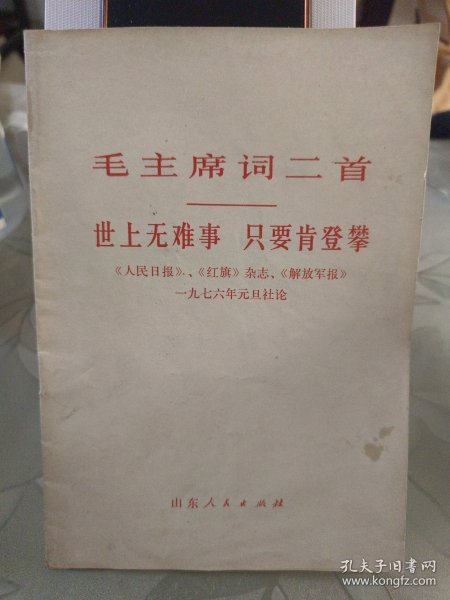 毛主席词二首
世上无难事 只要肯登攀
《人民日报》、《红旗》杂志、《解放军报》
一九七六年元旦社论
山东人民出版社
孔夫子旧书网
www.kongfz.com